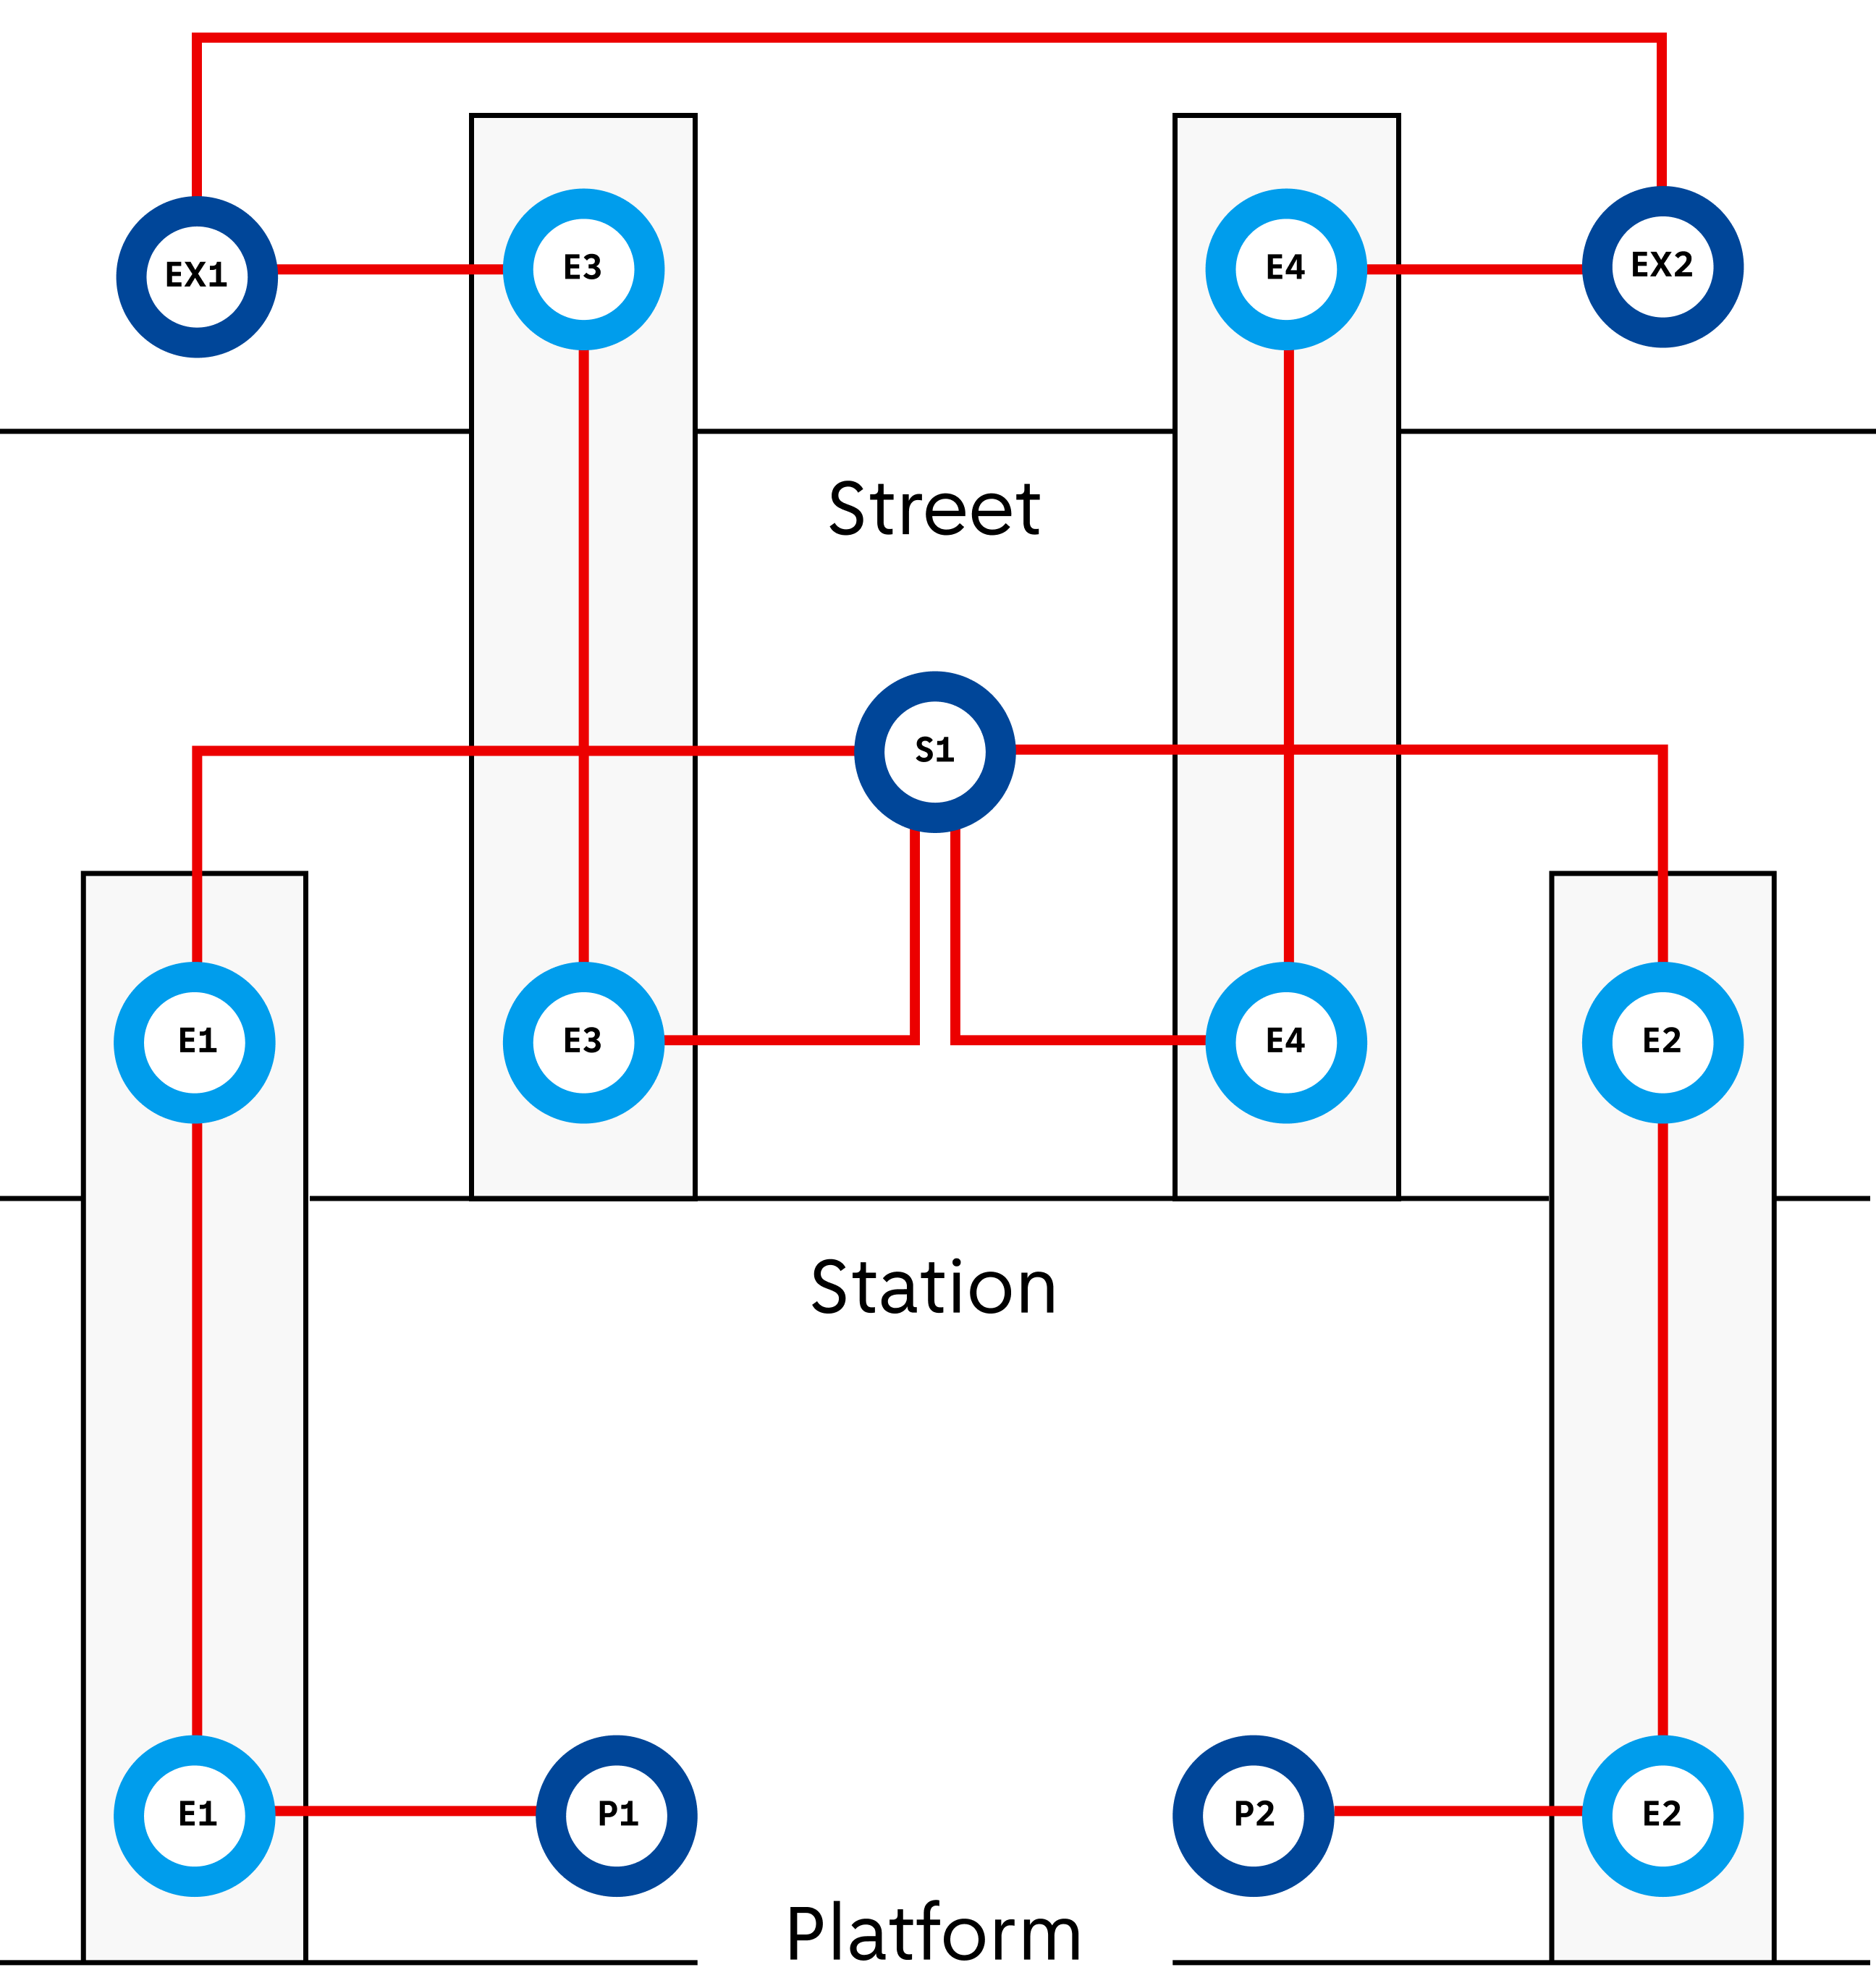 EX1
E3
E4
EX2
Street
S1
E1
E3
E4
E2
Station
E1
P1
P2
E2
Platform